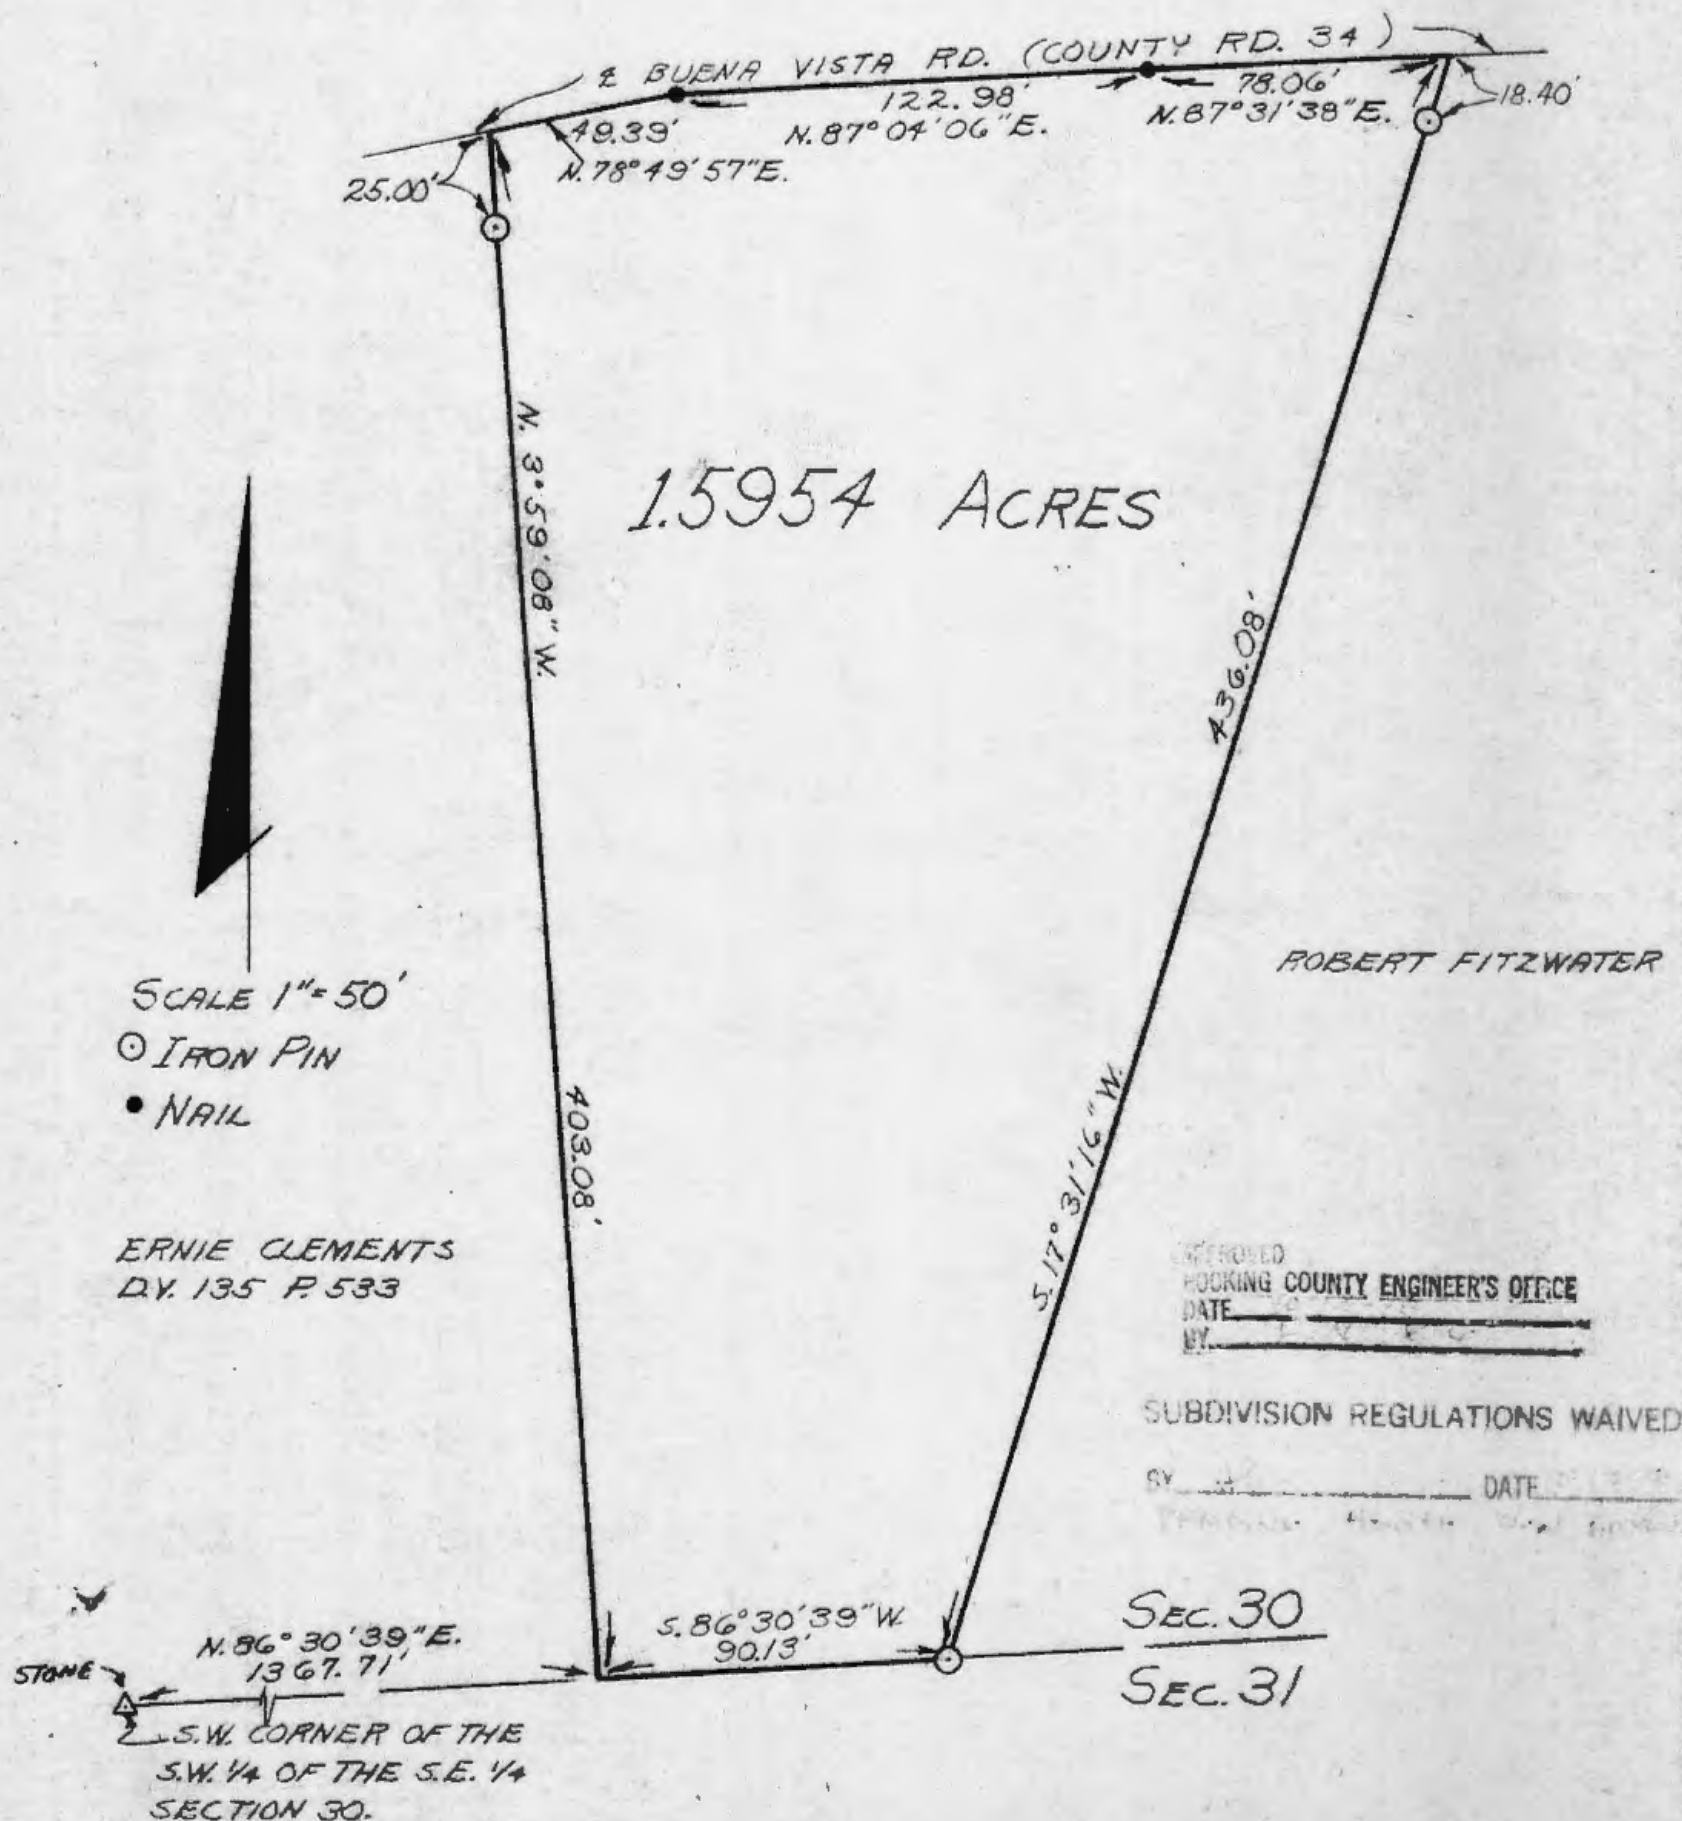 ℄ BUENA VISTA RD. (COUNTY RD. 34)
49.39'
N. 78° 49' 57" E.
122.98'
N. 87° 04' 06" E.
78.06'
N. 87° 31' 38" E.
18.40'
25.00'
N. 3° 59' 08" W.
403.08'
1.5954 ACRES
436.08'
S. 17° 31' 16" W.
ROBERT FITZWATER
SCALE 1" = 50'
IRON PIN
NAIL
ERNIE CLEMENTS
D.V. 135 P. 533
APPROVED
HOCKING COUNTY ENGINEER'S OFFICE
DATE
BY
SUBDIVISION REGULATIONS WAIVED
BY DATE
SEC. 30
SEC. 31
S. 86° 30' 39" W.
90.13'
N. 86° 30' 39" E.
1367.71'
STONE
S.W. CORNER OF THE
S.W. 1/4 OF THE S.E. 1/4
SECTION 30.